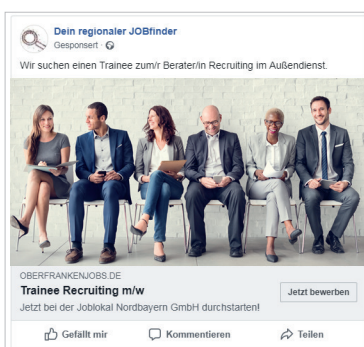 Dein regionaler JOBfinder
Gesponsert ·
Wir suchen einen Trainee zum/r Berater/in Recruiting im Außendienst.
OBERFRANKENJOBS.DE
Trainee Recruiting m/w
Jetzt bewerben
Jetzt bei der Joblokal Nordbayern GmbH durchstarten!
Gefällt mir
Kommentieren
Teilen